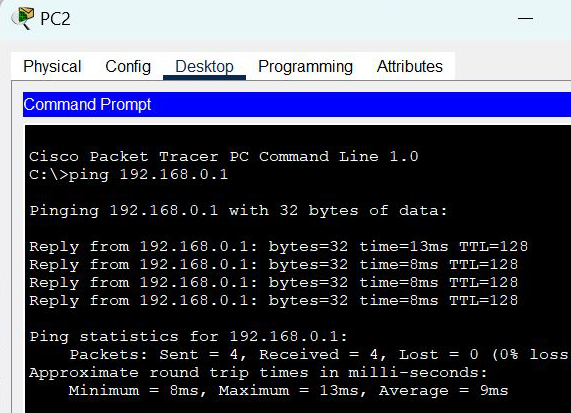 PC2
Physical Config Desktop Programming Attributes
Command Prompt
Cisco Packet Tracer PC Command Line 1.0
C:\>ping 192.168.0.1
Pinging 192.168.0.1 with 32 bytes of data:
Reply from 192.168.0.1: bytes=32 time=13ms TTL=128
Reply from 192.168.0.1: bytes=32 time=8ms TTL=128
Reply from 192.168.0.1: bytes=32 time=8ms TTL=128
Reply from 192.168.0.1: bytes=32 time=8ms TTL=128
Ping statistics for 192.168.0.1:
Packets: Sent = 4, Received = 4, Lost = 0 (0% loss
Approximate round trip times in milli-seconds:
Minimum = 8ms, Maximum = 13ms, Average = 9ms